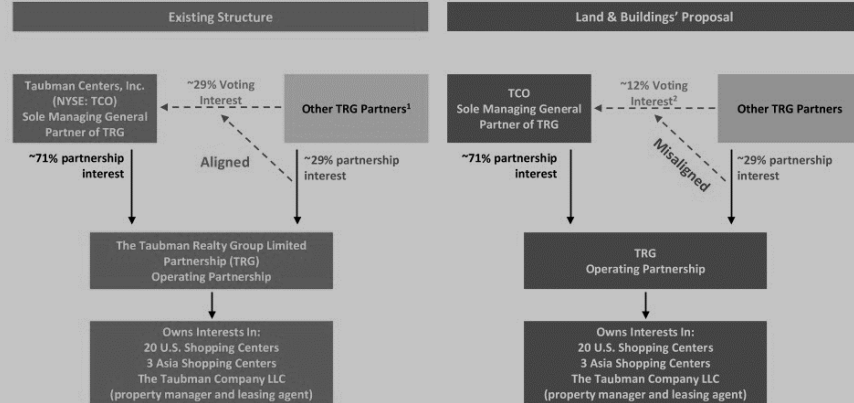 Existing Structure
Taubman Centers, Inc.
(NYSE: TCO)
Sole Managing General
Partner of TRG
~29% Voting
Interest
Other TRG Partners¹
~71% partnership
interest
Aligned
~29% partnership
interest
The Taubman Realty Group Limited
Partnership (TRG)
Operating Partnership
Owns Interests In:
20 U.S. Shopping Centers
3 Asia Shopping Centers
The Taubman Company LLC
(property manager and leasing agent)
Land & Buildings’ Proposal
TCO
Sole Managing General
Partner of TRG
~12% Voting
Interest²
Other TRG Partners
~71% partnership
interest
Misaligned
~29% partnership
interest
TRG
Operating Partnership
Owns Interests In:
20 U.S. Shopping Centers
3 Asia Shopping Centers
The Taubman Company LLC
(property manager and leasing agent)